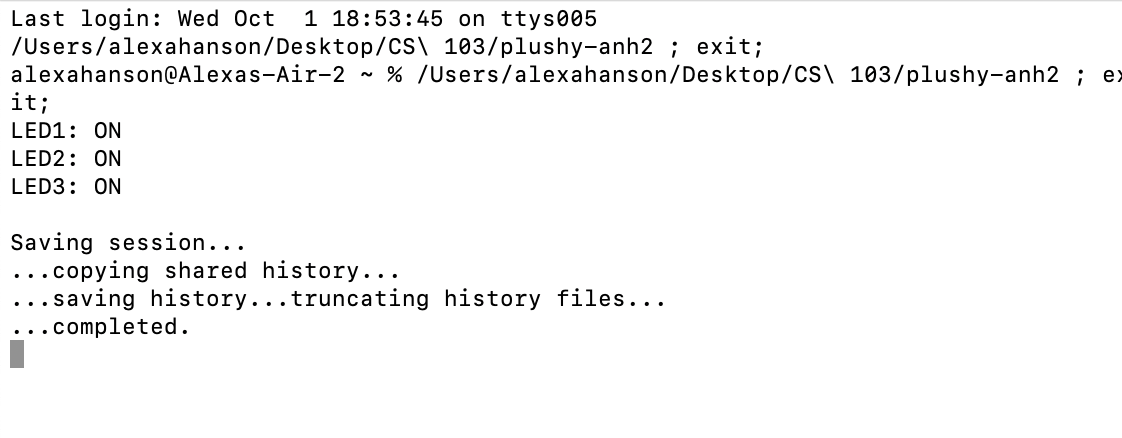 Last login: Wed Oct  1 18:53:45 on ttys005
/Users/alexahanson/Desktop/CS\ 103/plushy-anh2 ; exit;
alexahanson@Alexas-Air-2 ~ % /Users/alexahanson/Desktop/CS\ 103/plushy-anh2 ; ex
it;
LED1: ON
LED2: ON
LED3: ON
Saving session...
...copying shared history...
...saving history...truncating history files...
...completed.